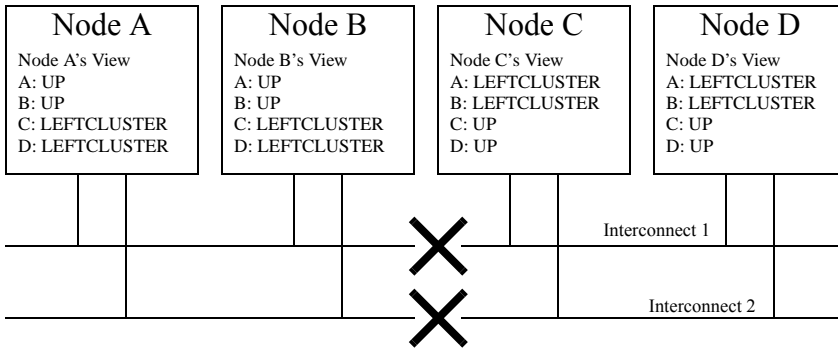 Node A
Node A's View
A: UP
B: UP
C: LEFTCLUSTER
D: LEFTCLUSTER
Node B
Node B's View
A: UP
B: UP
C: LEFTCLUSTER
D: LEFTCLUSTER
Node C
Node C's View
A: LEFTCLUSTER
B: LEFTCLUSTER
C: UP
D: UP
Node D
Node D's View
A: LEFTCLUSTER
B: LEFTCLUSTER
C: UP
D: UP
Interconnect 1
Interconnect 2